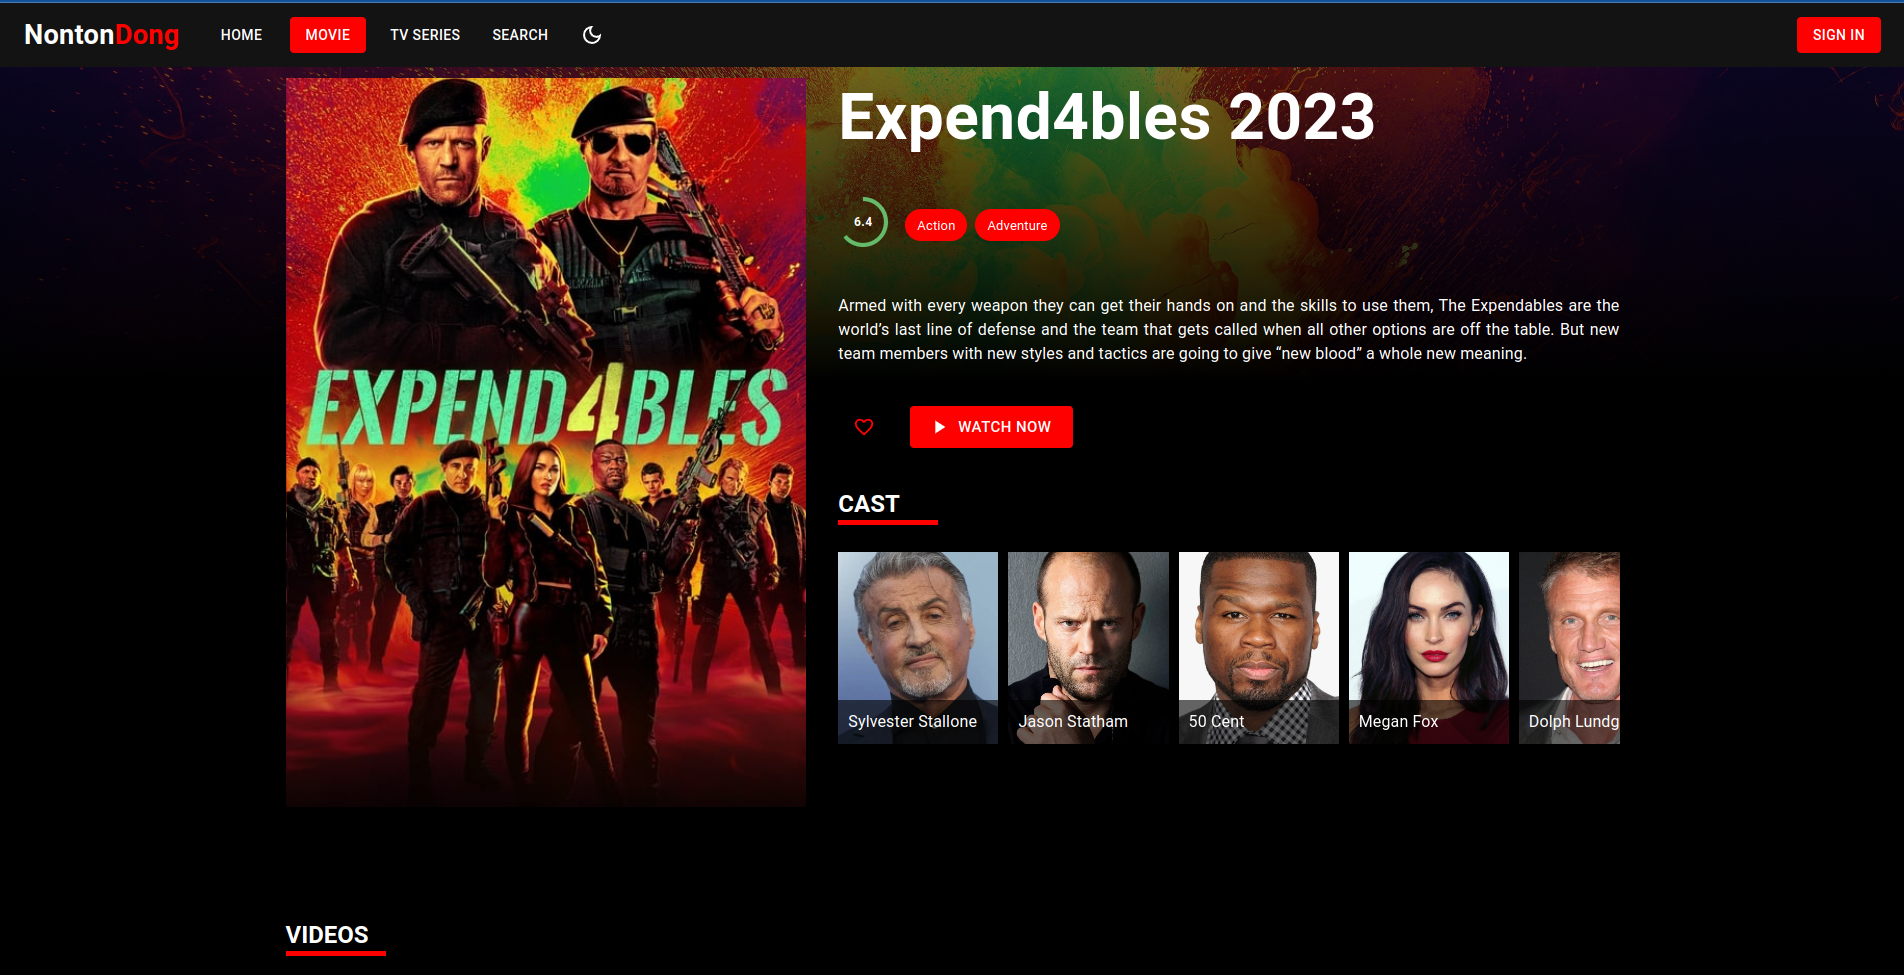 NontonDong
HOME
MOVIE
TV SERIES
SEARCH
SIGN IN
EXPEND4BLES
Expend4bles 2023
6.4
Action
Adventure
Armed with every weapon they can get their hands on and the skills to use them, The Expendables are the
world’s last line of defense and the team that gets called when all other options are off the table. But new
team members with new styles and tactics are going to give “new blood” a whole new meaning.
WATCH NOW
CAST
Sylvester Stallone
Jason Statham
50 Cent
Megan Fox
Dolph Lundg
VIDEOS